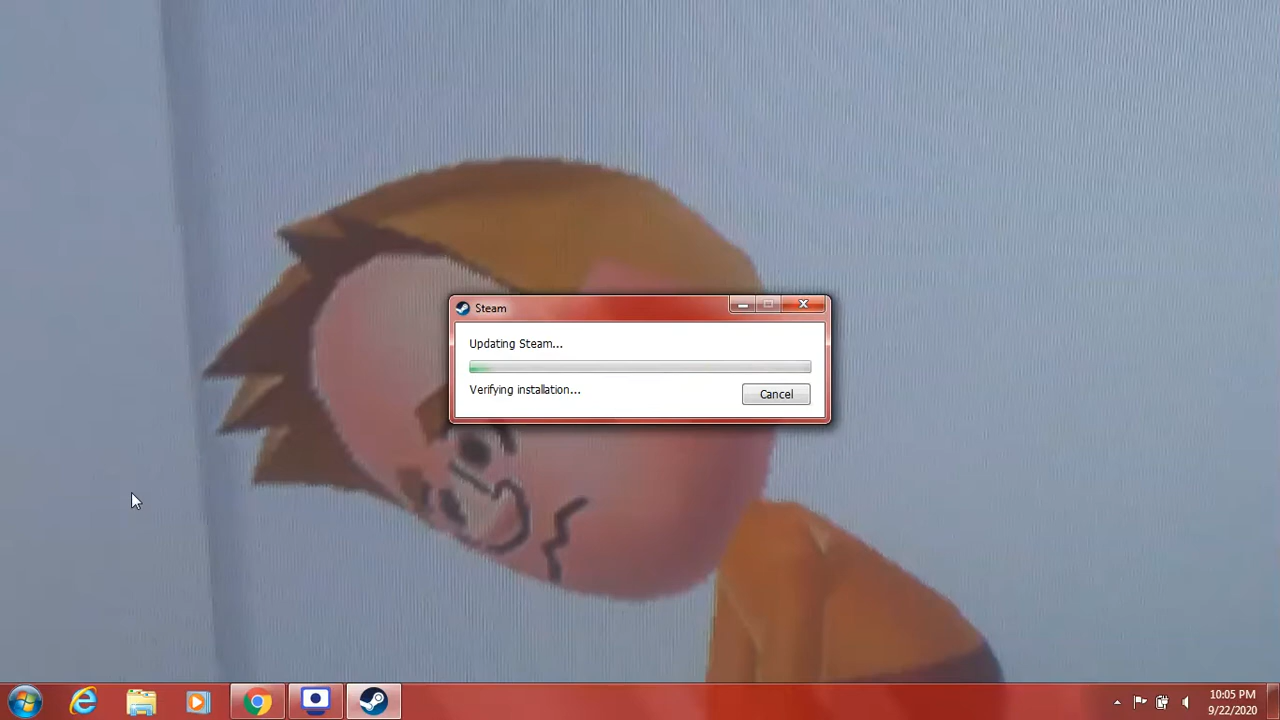 Steam
Updating Steam...
Verifying installation...
Cancel
10:05 PM
9/22/2020